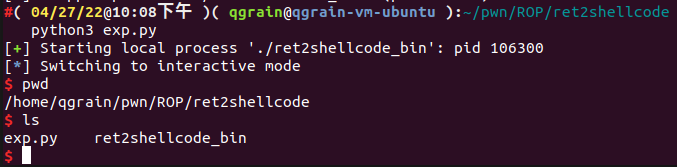 #( 04/27/22@10:08下午 )( qgrain@qgrain-vm-ubuntu ):~/pwn/ROP/ret2shellcode
python3 exp.py
[+] Starting local process './ret2shellcode_bin': pid 106300
[*] Switching to interactive mode
$ pwd
/home/qgrain/pwn/ROP/ret2shellcode
$ ls
exp.py    ret2shellcode_bin
$